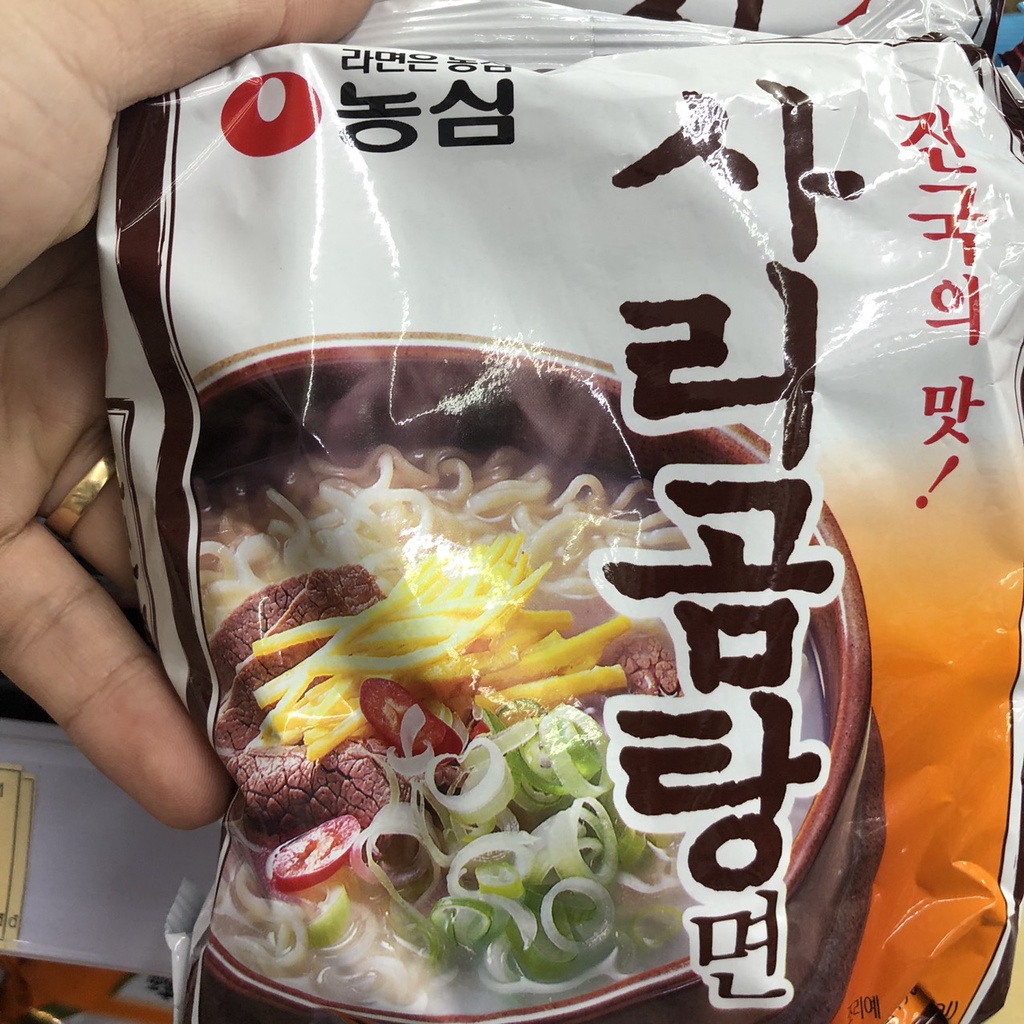 라면은 농심
농심
사리곰탕면
진국의 맛!